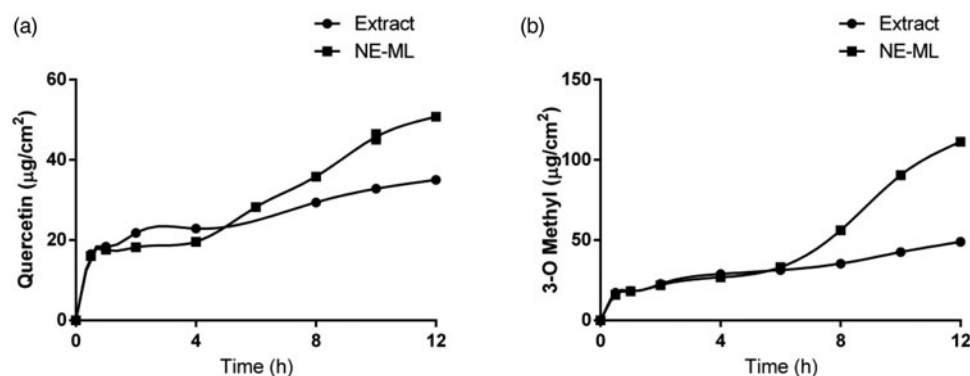 (a)
Extract
NE-ML
60
40
20
0
Quercetin (μg/cm²)
0 4 8 12
Time (h)
(b)
Extract
NE-ML
150
100
50
0
3-O Methyl (μg/cm²)
0 4 8 12
Time (h)